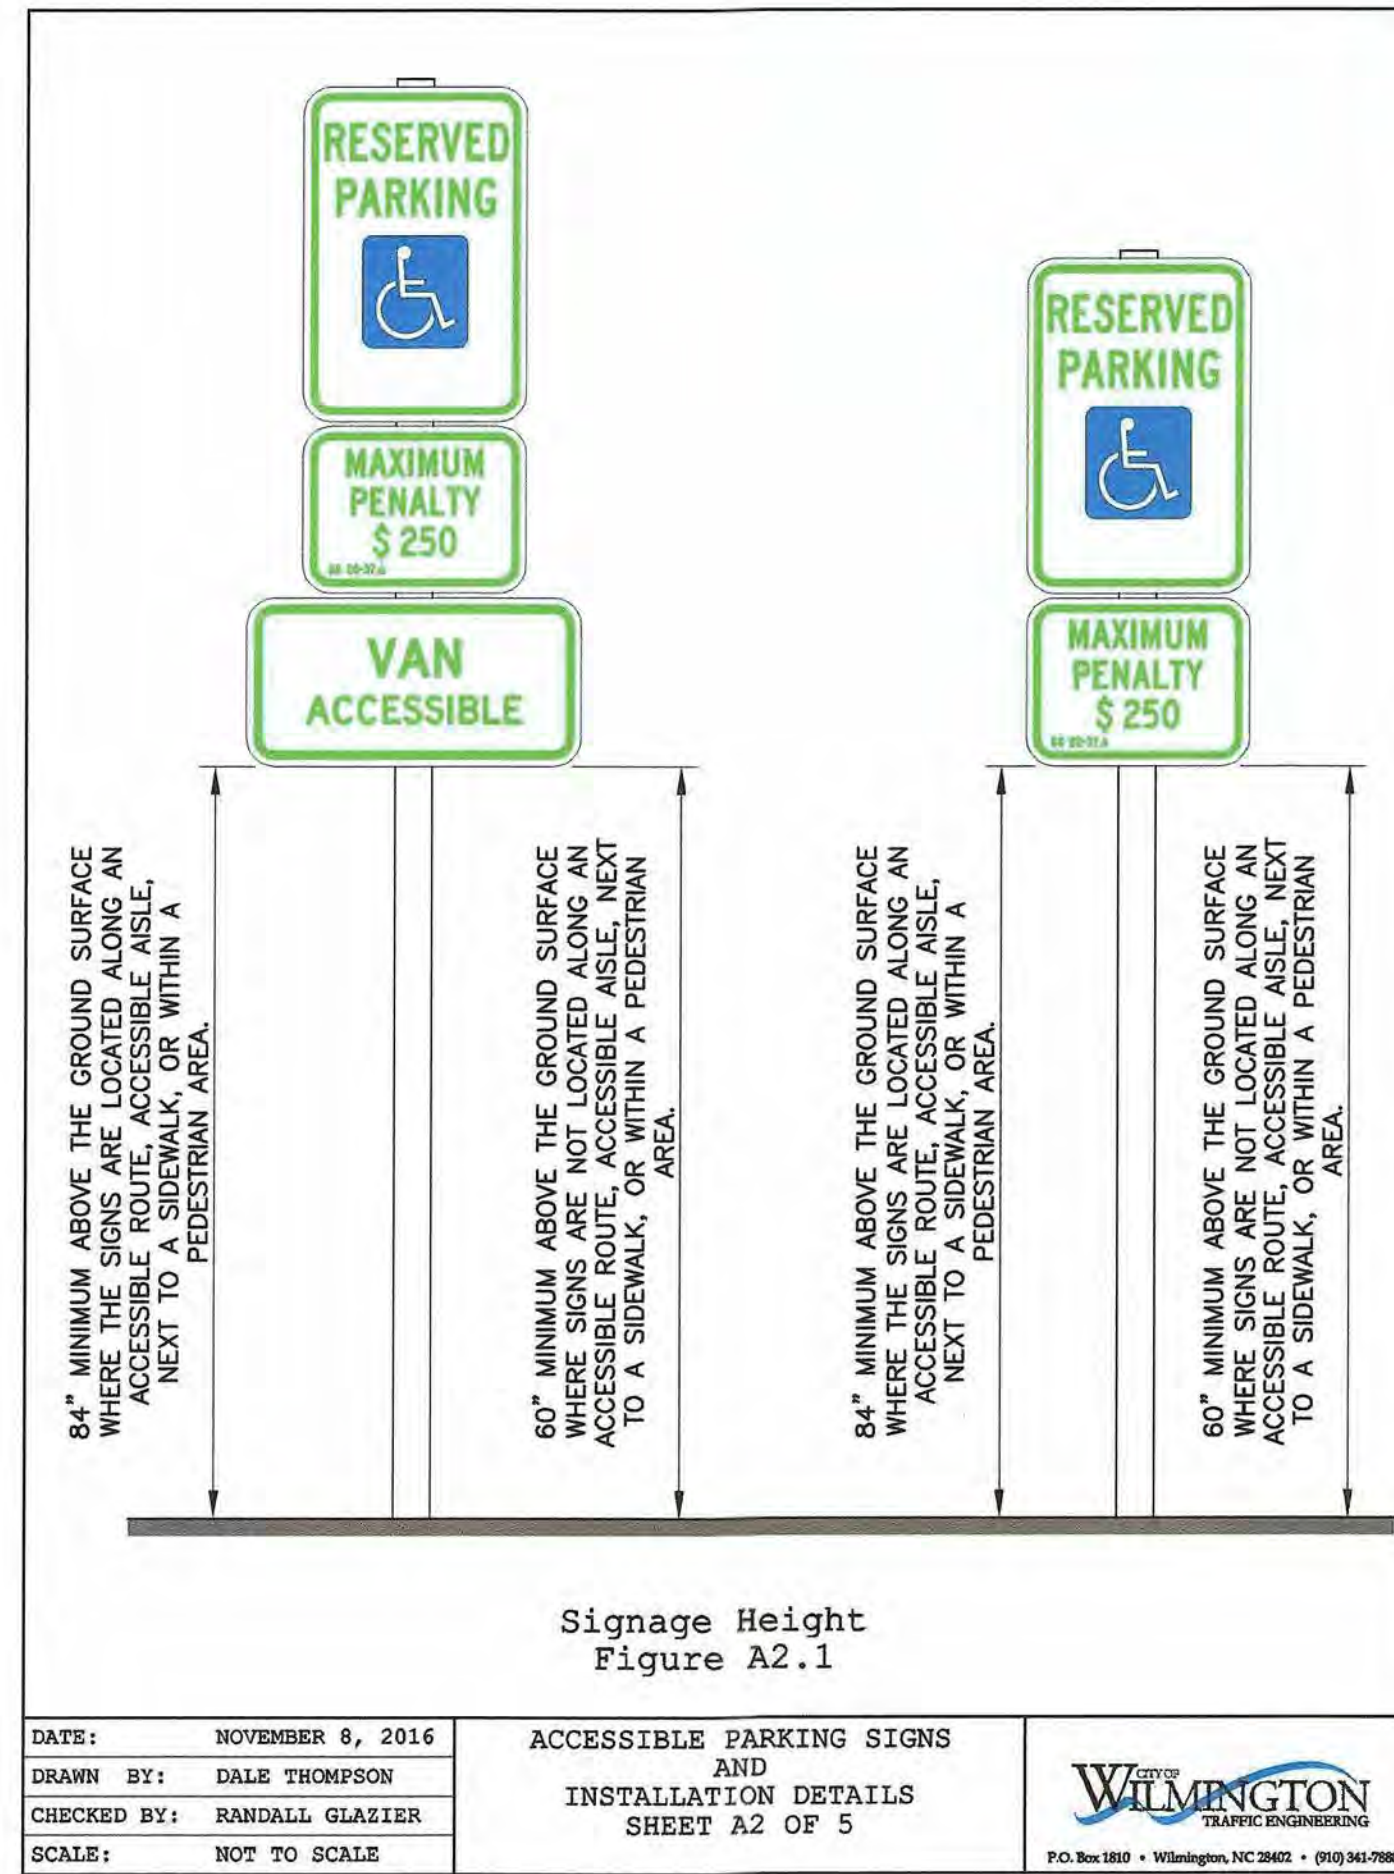 RESERVED
PARKING
MAXIMUM
PENALTY
$ 250
VAN
ACCESSIBLE
RESERVED
PARKING
MAXIMUM
PENALTY
$ 250
84" MINIMUM ABOVE THE GROUND SURFACE
WHERE THE SIGNS ARE LOCATED ALONG AN
ACCESSIBLE ROUTE, ACCESSIBLE AISLE,
NEXT TO A SIDEWALK, OR WITHIN A
PEDESTRIAN AREA.
60" MINIMUM ABOVE THE GROUND SURFACE
WHERE SIGNS ARE NOT LOCATED ALONG AN
ACCESSIBLE ROUTE, ACCESSIBLE AISLE, NEXT
TO A SIDEWALK, OR WITHIN A PEDESTRIAN
AREA.
84" MINIMUM ABOVE THE GROUND SURFACE
WHERE THE SIGNS ARE LOCATED ALONG AN
ACCESSIBLE ROUTE, ACCESSIBLE AISLE,
NEXT TO A SIDEWALK, OR WITHIN A
PEDESTRIAN AREA.
60" MINIMUM ABOVE THE GROUND SURFACE
WHERE SIGNS ARE NOT LOCATED ALONG AN
ACCESSIBLE ROUTE, ACCESSIBLE AISLE, NEXT
TO A SIDEWALK, OR WITHIN A PEDESTRIAN
AREA.
Signage Height
Figure A2.1
DATE: NOVEMBER 8, 2016
DRAWN BY: DALE THOMPSON
CHECKED BY: RANDALL GLAZIER
SCALE: NOT TO SCALE
ACCESSIBLE PARKING SIGNS
AND
INSTALLATION DETAILS
SHEET A2 OF 5
CITY OF
WILMINGTON
TRAFFIC ENGINEERING
P.O. Box 1810 • Wilmington, NC 28402 • (910) 341-788